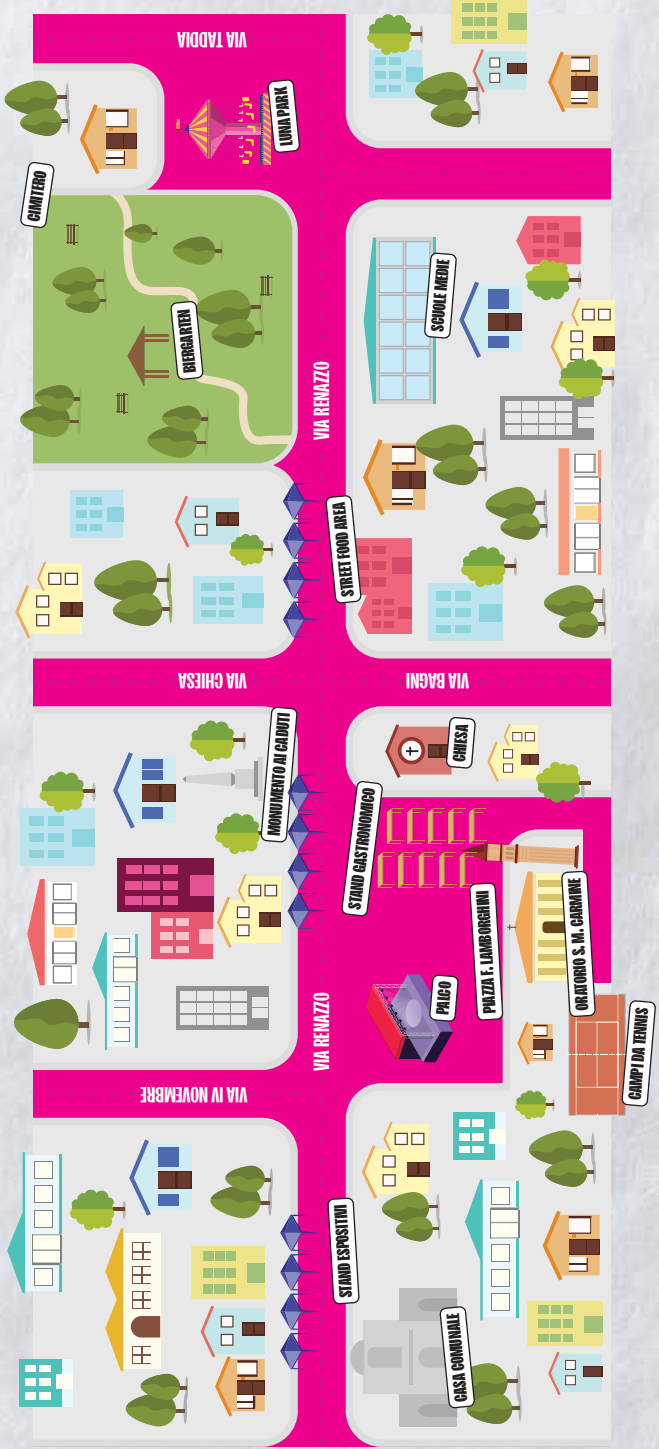 VIA TADDIA
LUNA PARK
CIMITERO
BIERGARTEN
SCUOLE MEDIE
VIA RENAZZO
STREET FOOD AREA
VIA CHIESA
VIA BAGNI
MONUMENTO AI CADUTI
CHIESA
STAND GASTRONOMICO
PIAZZA F. LAMBORGHINI
ORATORIO S. M. CARMINE
PALCO
VIA RENAZZO
CAMPI DA TENNIS
VIA IV NOVEMBRE
STAND ESPOSITIVI
CASA COMUNALE